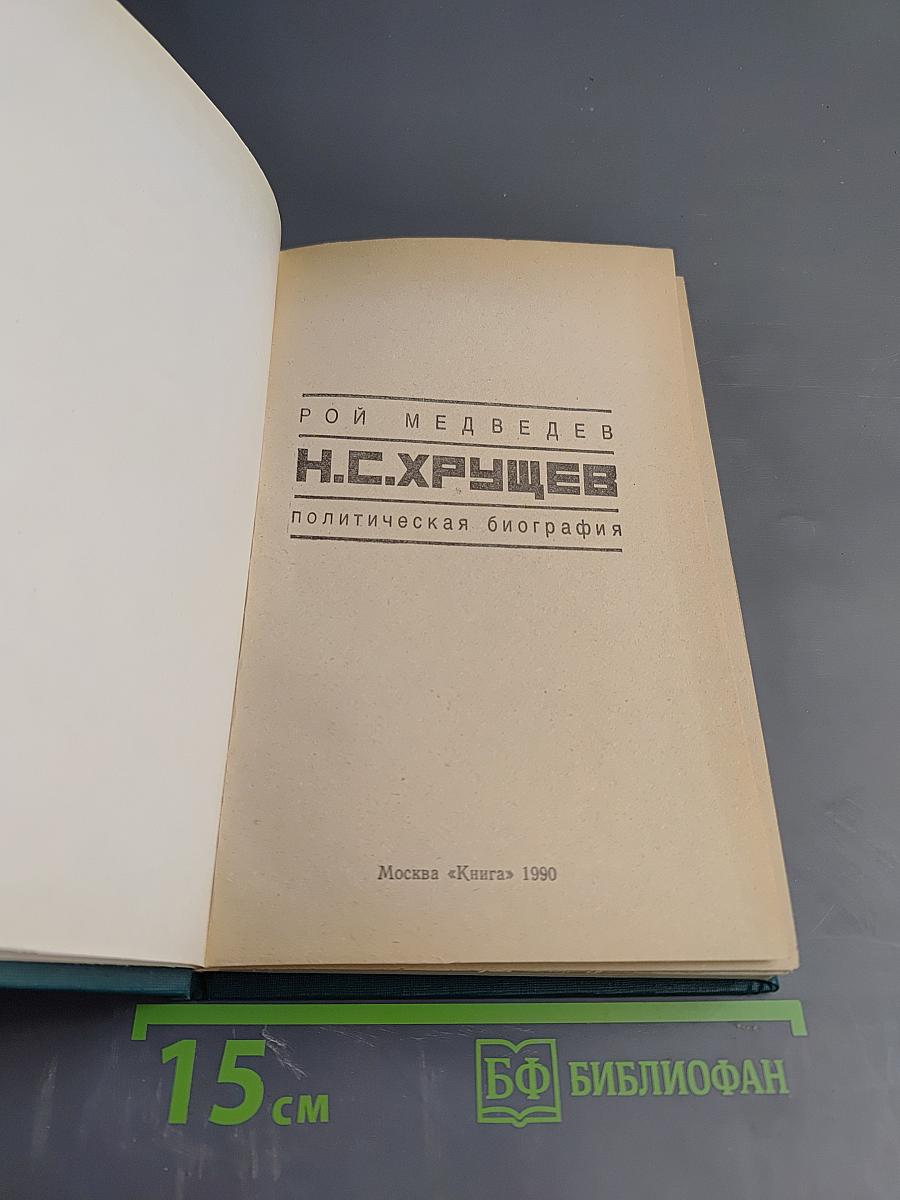 РОЙ МЕДВЕДЕВ
Н.С.ХРУЩЕВ
политическая биография
Москва «Книга» 1990
15 см
БФ БИБЛИОФАН